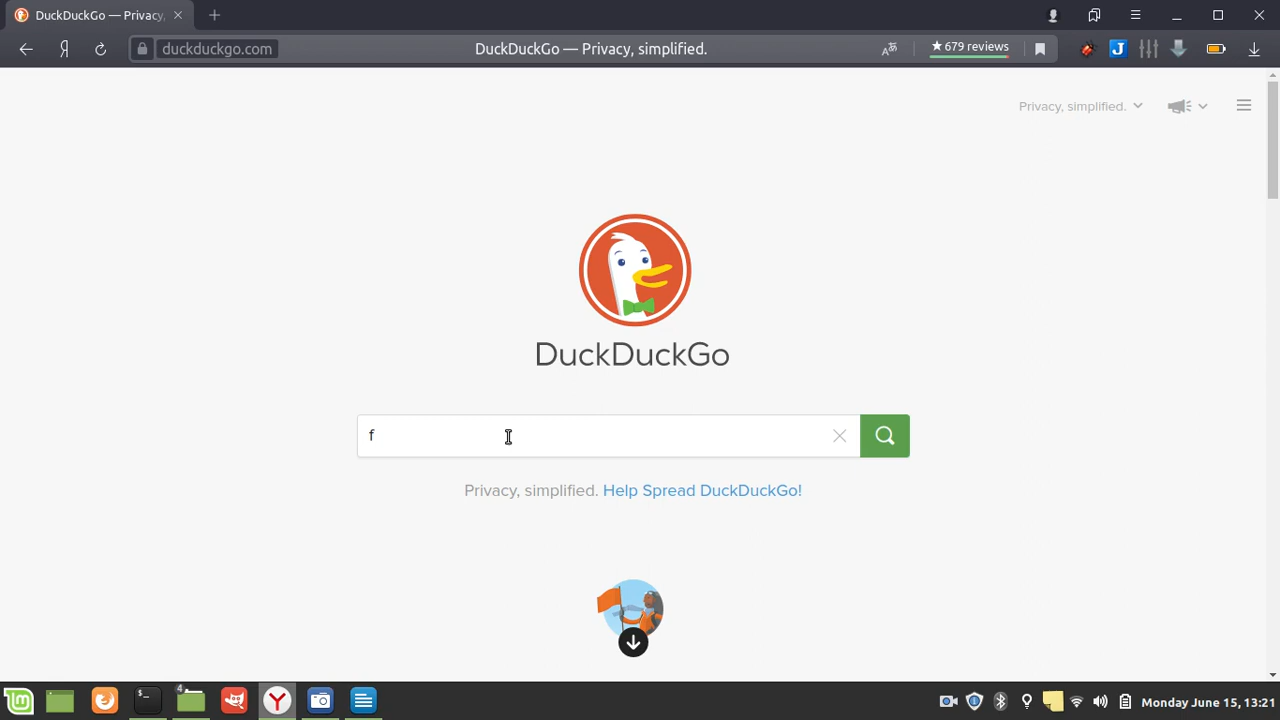 DuckDuckGo — Privacy,
duckduckgo.com
DuckDuckGo — Privacy, simplified.
★ 679 reviews
Privacy, simplified.
DuckDuckGo
f
Privacy, simplified. Help Spread DuckDuckGo!
4
Monday June 15, 13:21